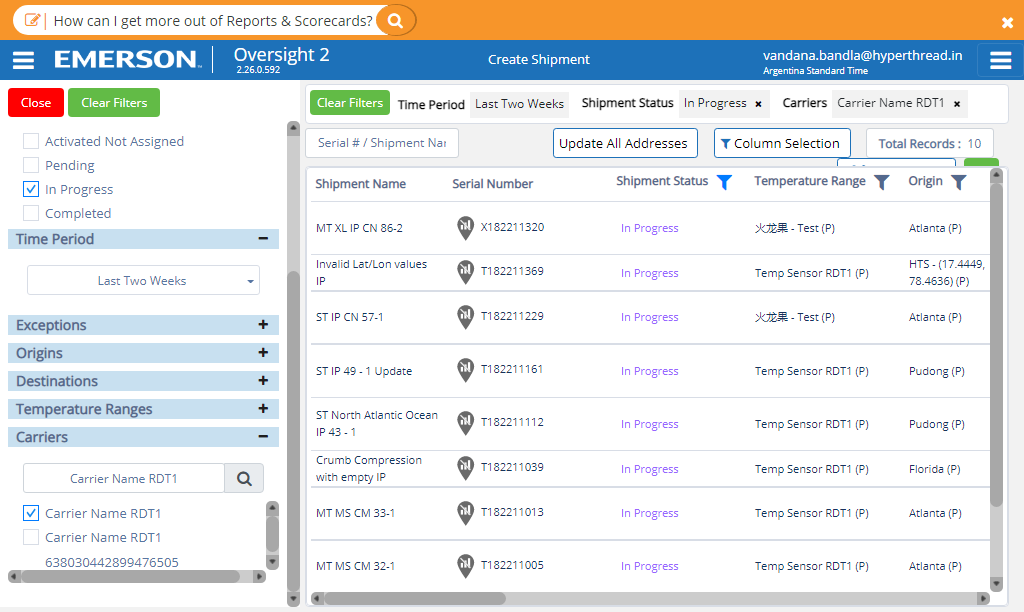 How can I get more out of Reports & Scorecards?
EMERSON
Oversight 2
2.26.0.592
Create Shipment
vandana.bandla@hyperthread.in
Argentina Standard Time
Close
Clear Filters
Activated Not Assigned
Pending
In Progress
Completed
Time Period
Last Two Weeks
Exceptions
Origins
Destinations
Temperature Ranges
Carriers
Carrier Name RDT1
Carrier Name RDT1
Carrier Name RDT1
638030442899476505
Clear Filters
Time Period Last Two Weeks Shipment Status In Progress × Carriers Carrier Name RDT1 ×
Serial # / Shipment Nar
Update All Addresses
Column Selection
Total Records : 10
Shipment Name Serial Number Shipment Status Temperature Range Origin
MT XL IP CN 86-2 X182211320 In Progress 火龙果 - Test (P) Atlanta (P)
Invalid Lat/Lon values IP T182211369 In Progress Temp Sensor RDT1 (P) HTS - (17.4449, 78.4636) (P)
ST IP CN 57-1 T182211229 In Progress 火龙果 - Test (P) Atlanta (P)
ST IP 49 - 1 Update T182211161 In Progress Temp Sensor RDT1 (P) Pudong (P)
ST North Atlantic Ocean IP 43 - 1 T182211112 In Progress Temp Sensor RDT1 (P) Pudong (P)
Crumb Compression with empty IP T182211039 In Progress Temp Sensor RDT1 (P) Florida (P)
MT MS CM 33-1 T182211013 In Progress Temp Sensor RDT1 (P) Atlanta (P)
MT MS CM 32-1 T182211005 In Progress Temp Sensor RDT1 (P) Atlanta (P)